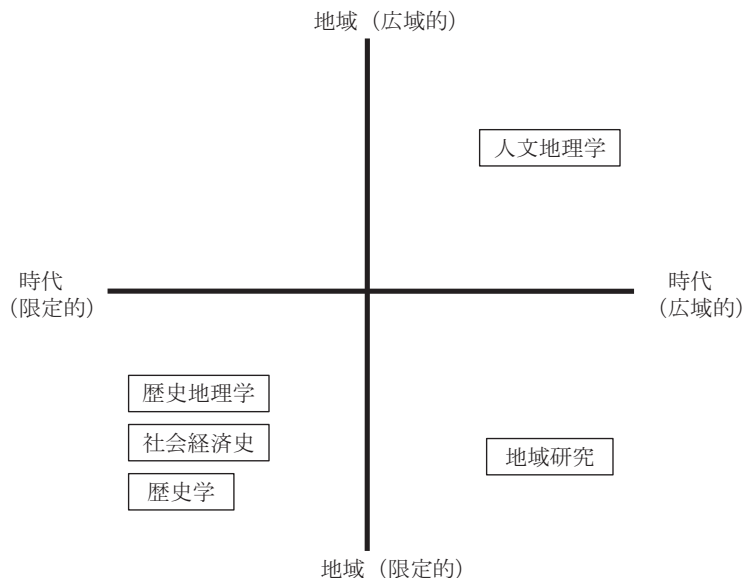 地域（広域的）
人文地理学
時代
（限定的）
時代
（広域的）
歴史地理学
社会経済史
歴史学
地域研究
地域（限定的）